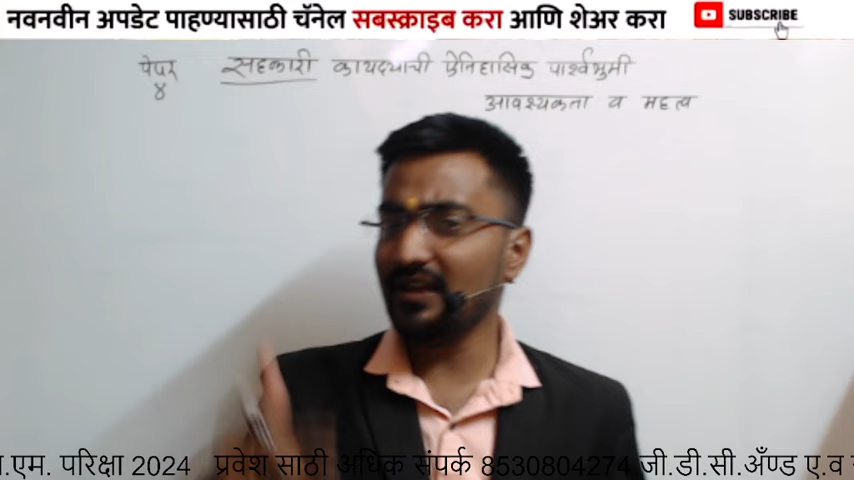 नवनवीन अपडेट पाहण्यासाठी चॅनेल सबस्क्राइब करा आणि शेअर करा SUBSCRIBE
पेपर सहकारी कायदयाची ऐतिहासिक पार्श्वभुमी
४ आवश्यकता व महत्व
.एम. परिक्षा 2024 प्रवेश साठी अधिक संपर्क 8530804274 जी.डी.सी.अँण्ड ए.व